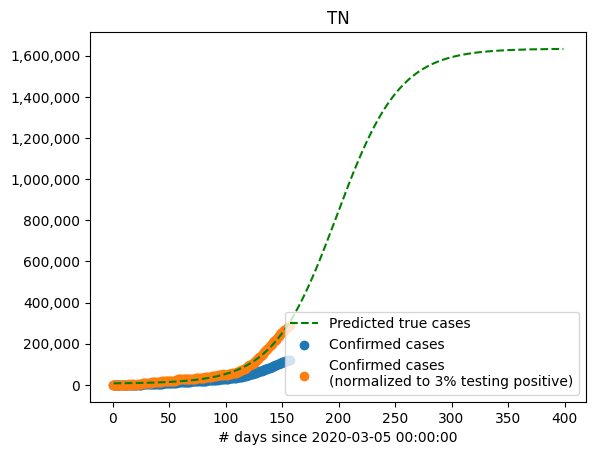 TN
1,600,000
1,400,000
1,200,000
1,000,000
800,000
600,000
400,000
200,000
0
Predicted true cases
Confirmed cases
Confirmed cases
(normalized to 3% testing positive)
0 50 100 150 200 250 300 350 400
# days since 2020-03-05 00:00:00